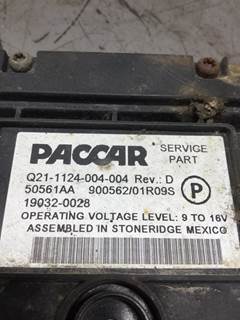 PACCAR SERVICE PART
Q21-1124-004-004 Rev.: D
50561AA 900562/01R09S
P
19032-0028
OPERATING VOLTAGE LEVEL: 9 TO 16V
ASSEMBLED IN STONERIDGE MEXICO